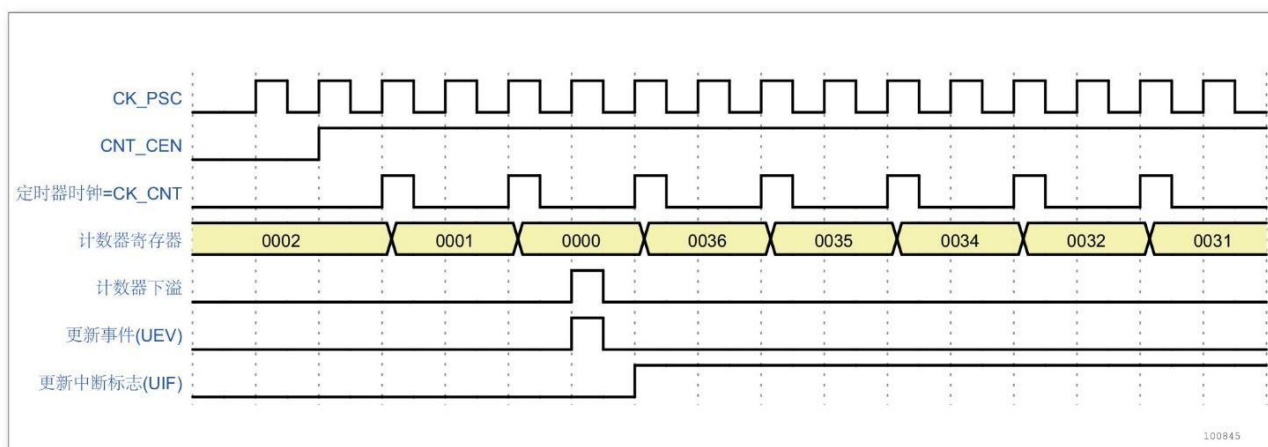 CK_PSC
CNT_CEN
定时器时钟=CK_CNT
计数器寄存器 0002 0001 0000 0036 0035 0034 0032 0031
计数器下溢
更新事件(UEV)
更新中断标志(UIF)
100845